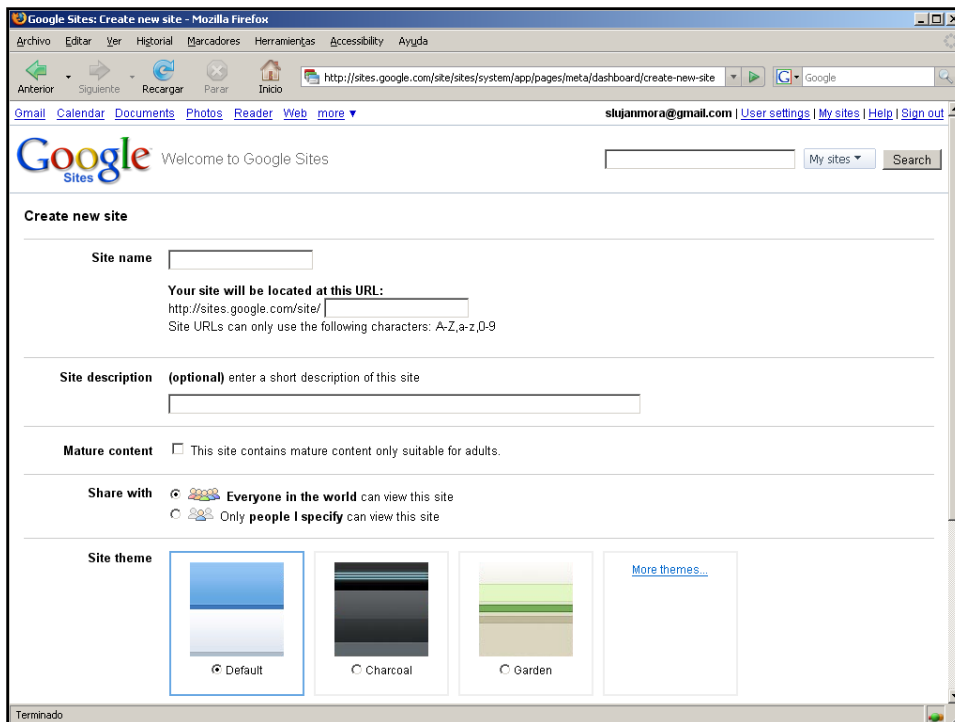 Google Sites: Create new site - Mozilla Firefox
Archivo Editar Ver Historial Marcadores Herramientas Accessibility Ayuda
Anterior Siguiente Recargar Parar Inicio http://sites.google.com/site/sites/system/app/pages/meta/dashboard/create-new-site G Google
Gmail Calendar Documents Photos Reader Web more ▼ slujanmora@gmail.com | User settings | My sites | Help | Sign out
Google Sites Welcome to Google Sites My sites ▼ Search
Create new site
Site name
Your site will be located at this URL:
http://sites.google.com/site/
Site URLs can only use the following characters: A-Z,a-z,0-9
Site description (optional) enter a short description of this site
Mature content This site contains mature content only suitable for adults.
Share with Everyone in the world can view this site
Only people I specify can view this site
Site theme More themes...
Default Charcoal Garden
Terminado